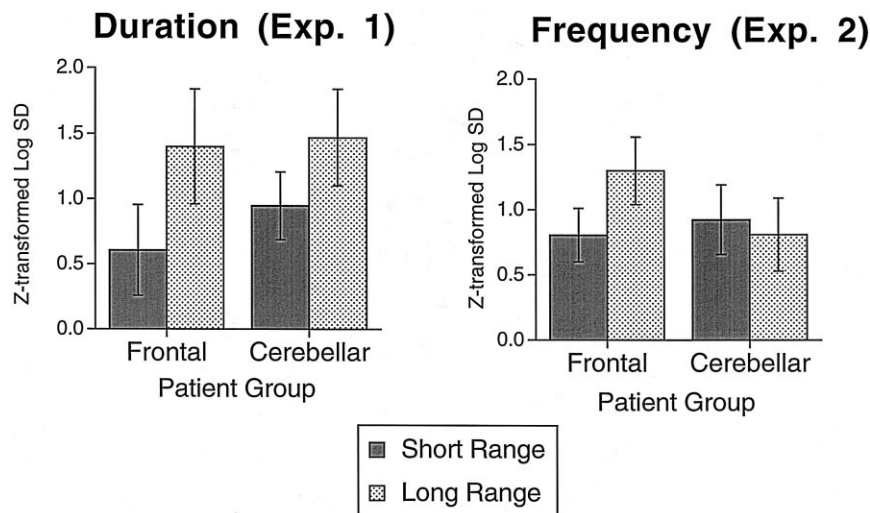 Duration (Exp. 1)
Z-transformed Log SD
2.0
1.5
1.0
0.5
0.0
Frontal Cerebellar
Patient Group
Frequency (Exp. 2)
Z-transformed Log SD
2.0
1.5
1.0
0.5
0.0
Frontal Cerebellar
Patient Group
Short Range
Long Range